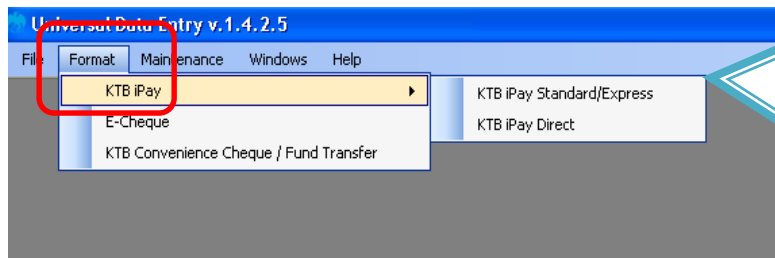 Universal Data Entry v.1.4.2.5
File Format Maintenance Windows Help
KTB iPay
KTB iPay Standard/Express
E-Cheque
KTB iPay Direct
KTB Convenience Cheque / Fund Transfer